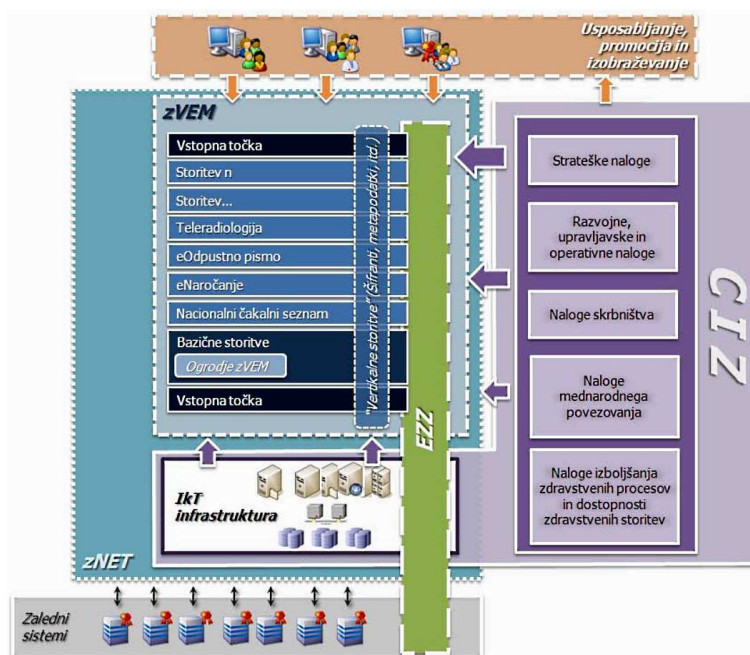 Usposabljanje,
promocija in
izobraževanje
zVEM
Vstopna točka
Storitev n
Storitev...
Teleradiologija
eOdpustno pismo
eNaročanje
Nacionalni čakalni seznam
Bazične storitve
Ogrodje zVEM
Vstopna točka
"Vertikalne storitve" (Šifranti, metapodatki, itd.)
EZZ
Strateške naloge
Razvojne,
upravljavske in
operativne naloge
Naloge skrbništva
Naloge
mednarodnega
povezovanja
Naloge izboljšanja
zdravstvenih procesov
in dostopnosti
zdravstvenih storitev
CIZ
IkT
infrastruktura
zNET
Zaledni
sistemi